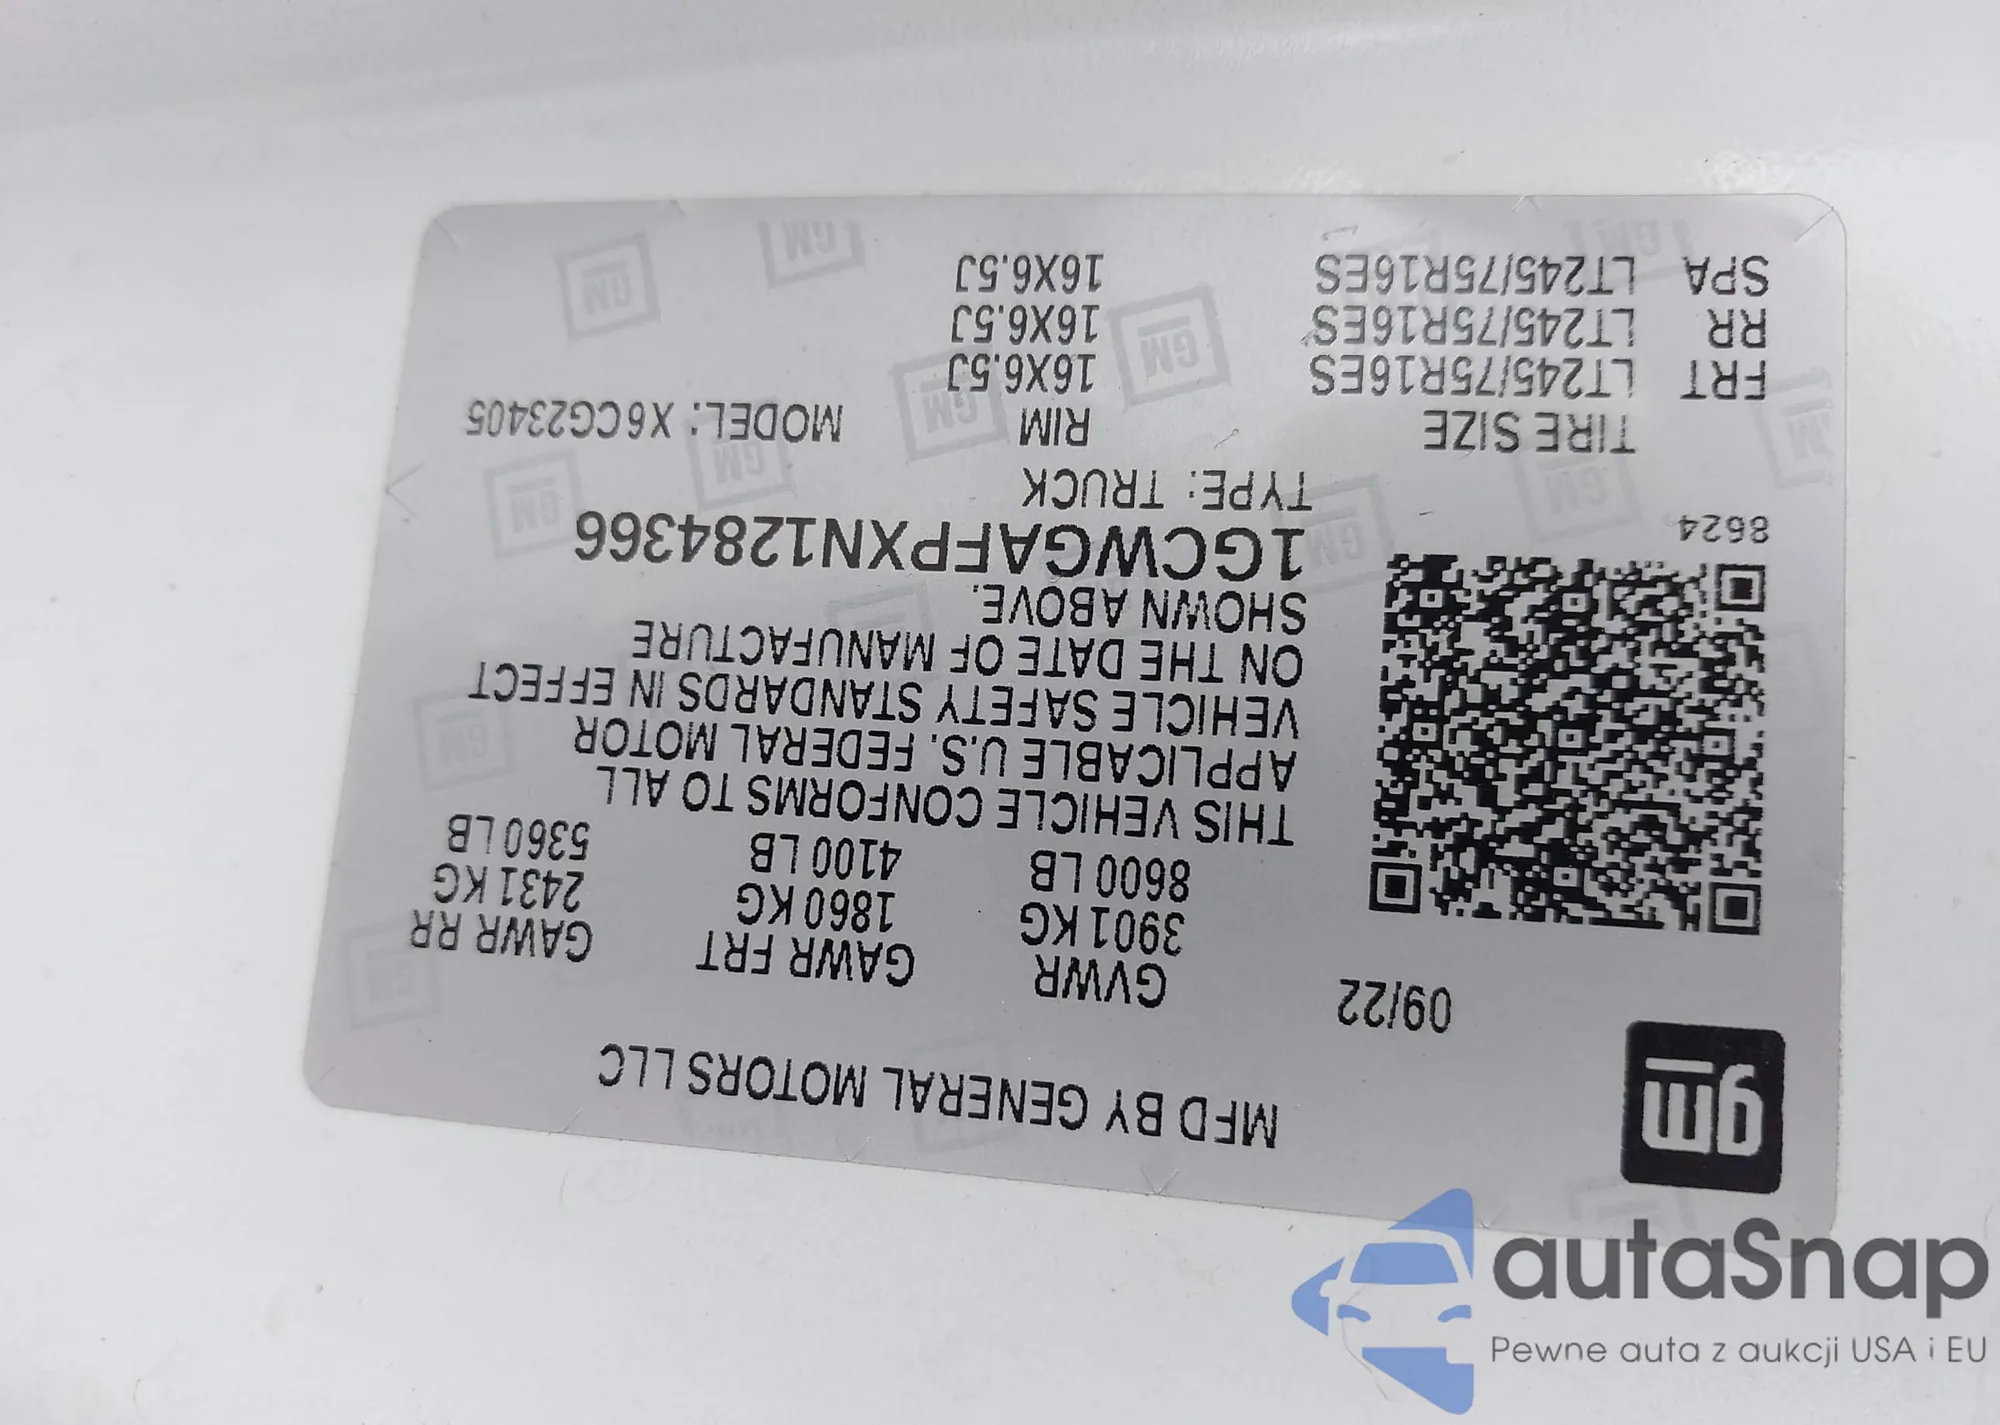 MFD BY GENERAL MOTORS LLC
gm
09/22
GVWR GAWR FRT GAWR RR
3901 KG 1860 KG 2431 KG
8600 LB 4100 LB 5360 LB
THIS VEHICLE CONFORMS TO ALL
APPLICABLE U.S. FEDERAL MOTOR
VEHICLE SAFETY STANDARDS IN EFFECT
ON THE DATE OF MANUFACTURE
SHOWN ABOVE.
1GCWGAFPXN1284366
8624
TYPE: TRUCK
TIRE SIZE RIM MODEL: X6CG23405
FRT LT245/75R16ES 16X6.5J
RR LT245/75R16ES 16X6.5J
SPA LT245/75R16ES 16X6.5J
autaSnap
Pewne auta z aukcji USA i EU